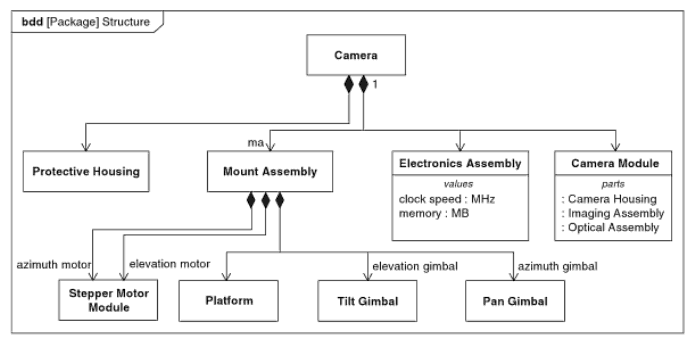 bdd [Package] Structure
Camera
1
ma
Protective Housing
Mount Assembly
Electronics Assembly
values
clock speed : MHz
memory : MB
Camera Module
parts
: Camera Housing
: Imaging Assembly
: Optical Assembly
azimuth motor
elevation motor
elevation gimbal
azimuth gimbal
Stepper Motor
Module
Platform
Tilt Gimbal
Pan Gimbal